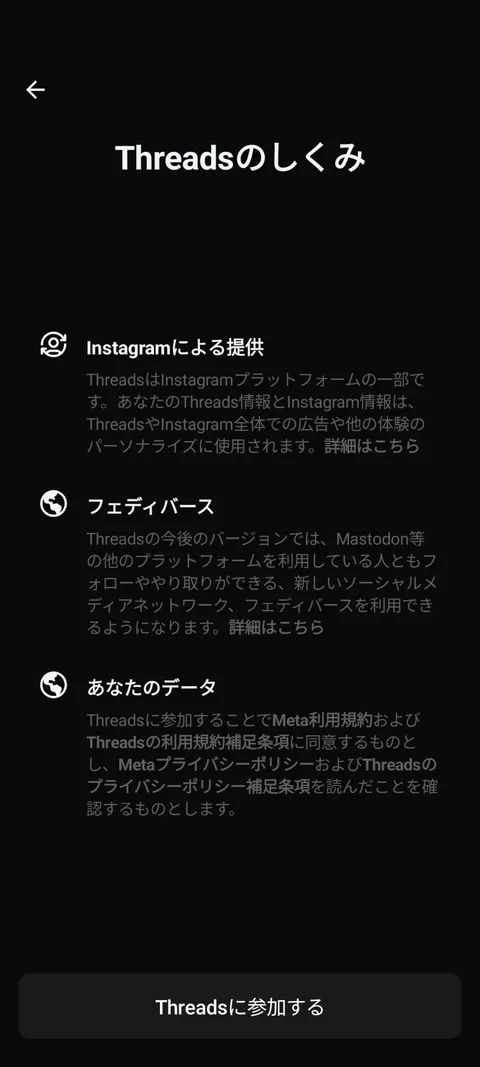 Threadsのしくみ
Instagramによる提供
ThreadsはInstagramプラットフォームの一部で
す。あなたのThreads情報とInstagram情報は、
ThreadsやInstagram全体での広告や他の体験の
パーソナライズに使用されます。詳細はこちら
フェディバース
Threadsの今後のバージョンでは、Mastodon等
の他のプラットフォームを利用している人ともフ
ォローややり取りができる、新しいソーシャルメ
ディアネットワーク、フェディバースを利用でき
るようになります。詳細はこちら
あなたのデータ
Threadsに参加することでMeta利用規約および
Threadsの利用規約補足条項に同意するものと
し、MetaプライバシーポリシーおよびThreadsの
プライバシーポリシー補足条項を読んだことを確
認するものとします。
Threadsに参加する